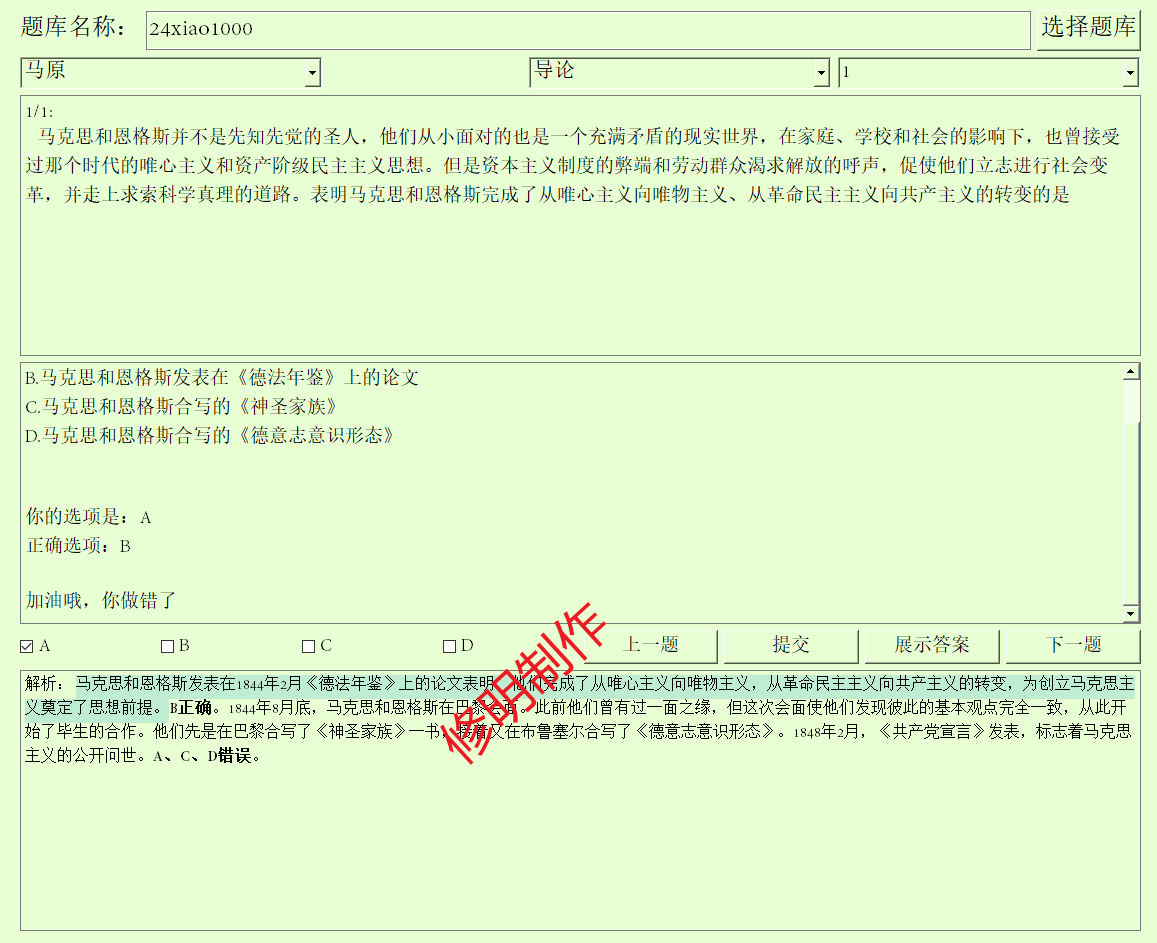 题库名称： 24xiao1000 选择题库
马原 导论 1
1/1:
马克思和恩格斯并不是先知先觉的圣人，他们从小面对的也是一个充满矛盾的现实世界，在家庭、学校和社会的影响下，也曾接受
过那个时代的唯心主义和资产阶级民主主义思想。但是资本主义制度的弊端和劳动群众渴求解放的呼声，促使他们立志进行社会变
革，并走上求索科学真理的道路。表明马克思和恩格斯完成了从唯心主义向唯物主义、从革命民主主义向共产主义的转变的是
B.马克思和恩格斯发表在《德法年鉴》上的论文
C.马克思和恩格斯合写的《神圣家族》
D.马克思和恩格斯合写的《德意志意识形态》
你的选项是：A
正确选项：B
加油哦，你做错了
A B C D 上一题 提交 展示答案 下一题
解析：马克思和恩格斯发表在1844年2月《德法年鉴》上的论文表明，他们完成了从唯心主义向唯物主义，从革命民主主义向共产主义的转变，为创立马克思主
义奠定了思想前提。B正确。1844年8月底，马克思和恩格斯在巴黎会面。此前他们曾有过一面之缘，但这次会面使他们发现彼此的基本观点完全一致，从此开
始了毕生的合作。他们先是在巴黎合写了《神圣家族》一书，接着又在布鲁塞尔合写了《德意志意识形态》。1848年2月，《共产党宣言》发表，标志着马克思
主义的公开问世。A、C、D错误。
修明制作